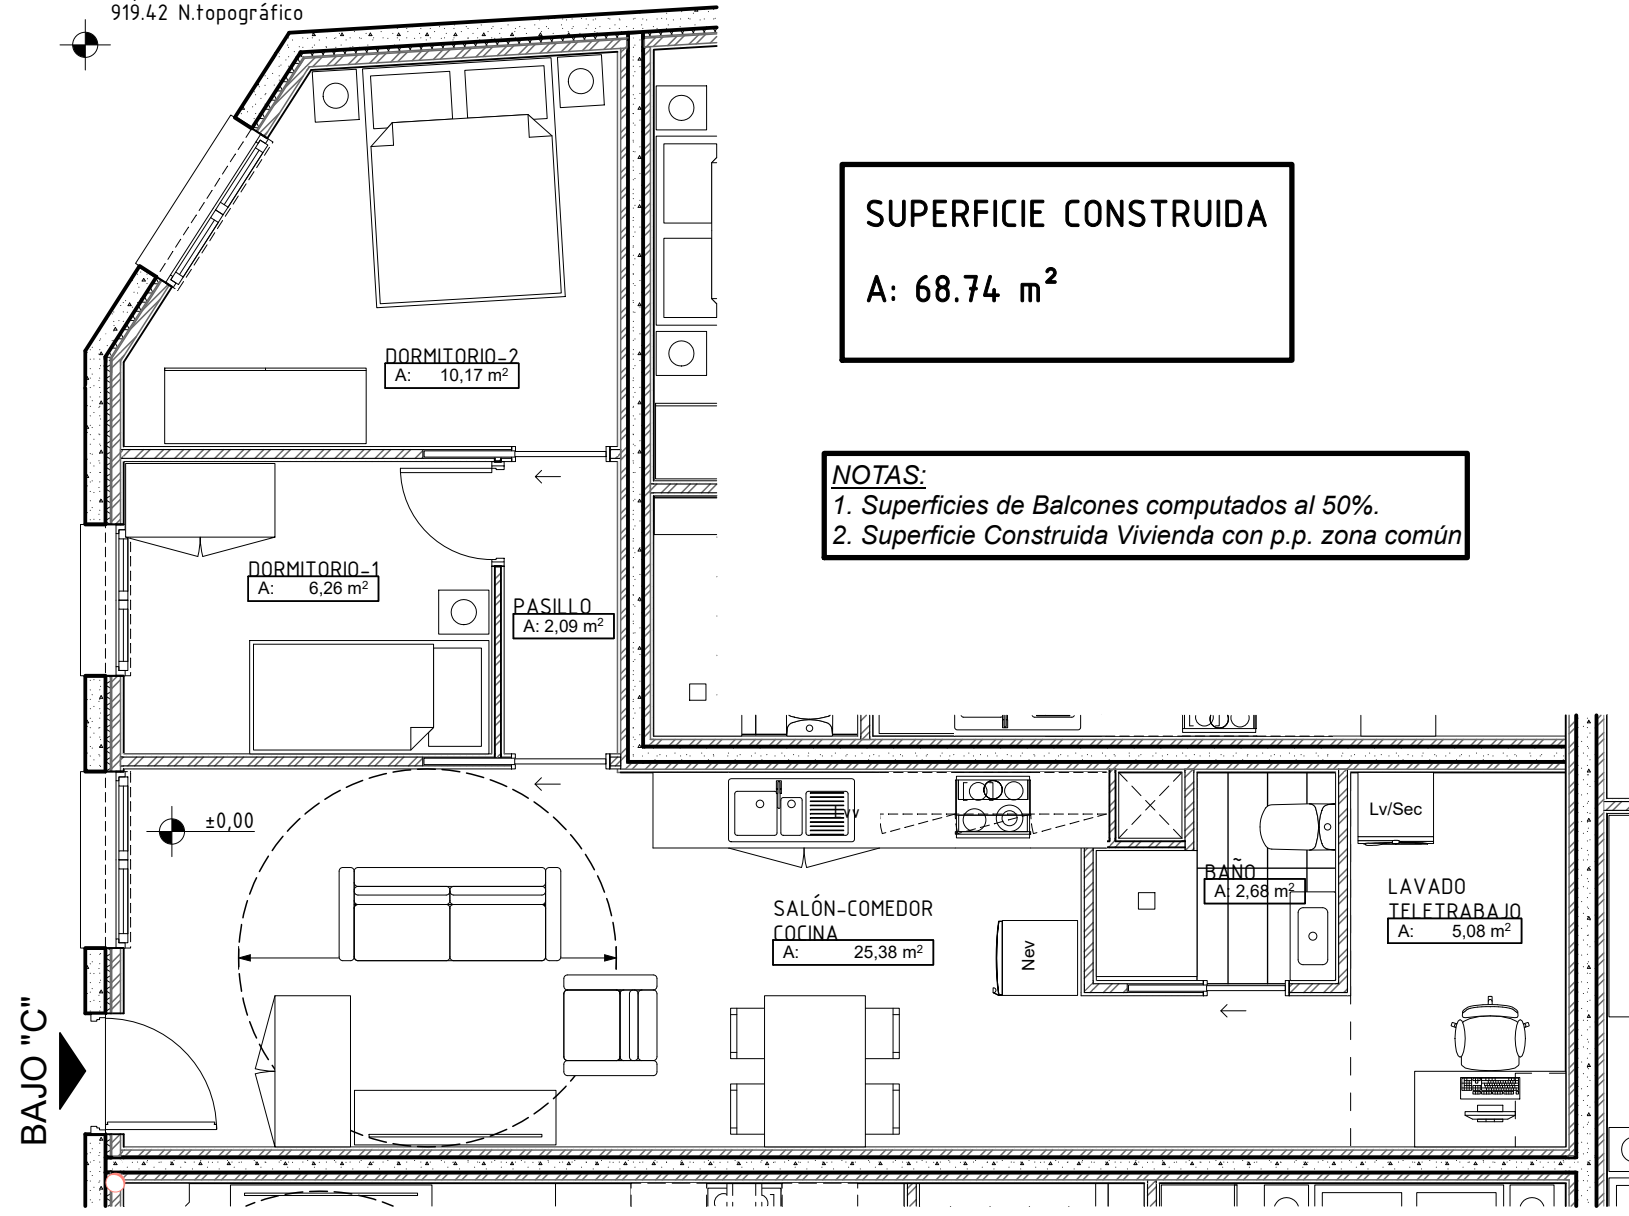 919.42 N.topográfico
SUPERFICIE CONSTRUIDA
A: 68.74 m²
DORMITORIO-2
A: 10,17 m²
NOTAS:
1. Superficies de Balcones computados al 50%.
2. Superficie Construida Vivienda con p.p. zona común
DORMITORIO-1
A: 6,26 m²
PASILLO
A: 2,09 m²
±0,00
Lvv
Lv/Sec
BAÑO
A: 2,68 m²
LAVADO
TELETRABAJO
A: 5,08 m²
SALÓN-COMEDOR
COCINA
A: 25,38 m²
Nev
BAJO "C"